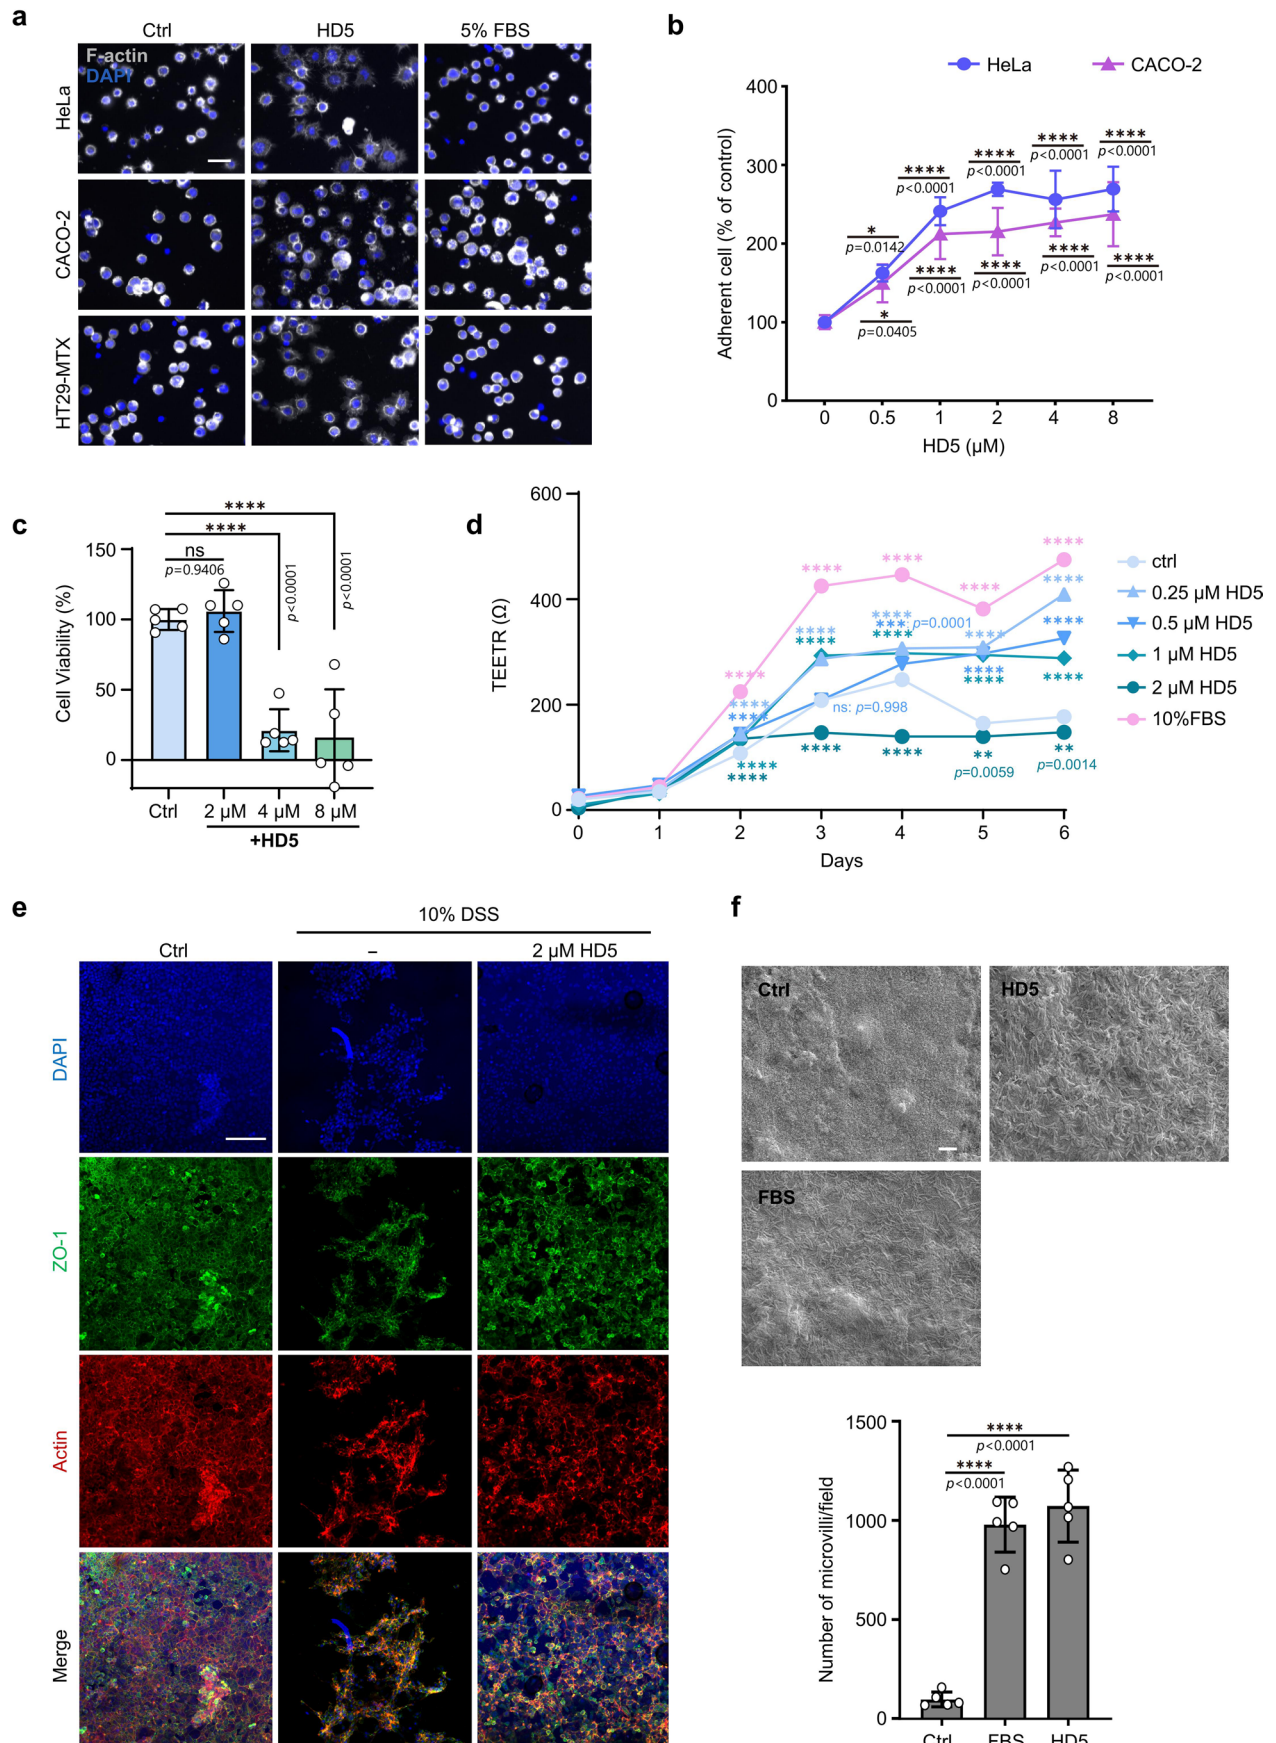 a
Ctrl
HD5
5% FBS
F-actin
DAPI
HeLa
CACO-2
HT29-MTX
b
HeLa
CACO-2
Adherent cell (% of control)
400
300
200
100
0
****
p<0.0001
****
p<0.0001
****
p<0.0001
****
p<0.0001
*
p=0.0142
****
p<0.0001
****
p<0.0001
****
p<0.0001
****
p<0.0001
*
p=0.0405
0
0.5
1
2
4
8
HD5 (µM)
c
****
****
ns
p=0.9406
p<0.0001
p<0.0001
Cell Viability (%)
150
100
50
0
Ctrl
2 µM
4 µM
8 µM
+HD5
d
TEETR (Ω)
600
400
200
0
****
****
****
****
****
****
****
****
****
****
****
****: p=0.0001
****
****
****
****
****
****
****
ns: p=0.998
****
****
****
****
**
p=0.0059
**
p=0.0014
0
1
2
3
4
5
6
Days
ctrl
0.25 µM HD5
0.5 µM HD5
1 µM HD5
2 µM HD5
10%FBS
e
10% DSS
Ctrl
–
2 µM HD5
DAPI
ZO-1
Actin
Merge
f
Ctrl
HD5
FBS
Number of microvilli/field
1500
1000
500
0
****
p<0.0001
****
p<0.0001
Ctrl
FBS
HD5